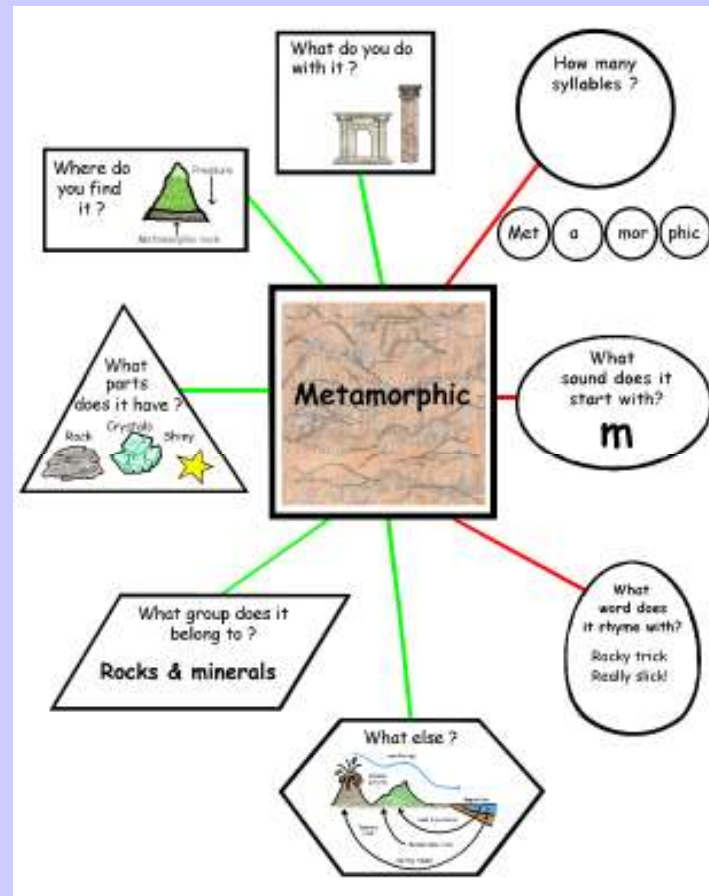 What do you do
with it ?
How many
syllables ?
Where do
you find
it ?
Pressure
Metamorphic rock
Met a mor phic
What
parts
does it have ?
Rock Crystals Shiny
Metamorphic
What
sound does it
start with?
m
What group does it
belong to ?
Rocks & minerals
What
word does
it rhyme with?
Rocky trick
Really slick!
What else ?